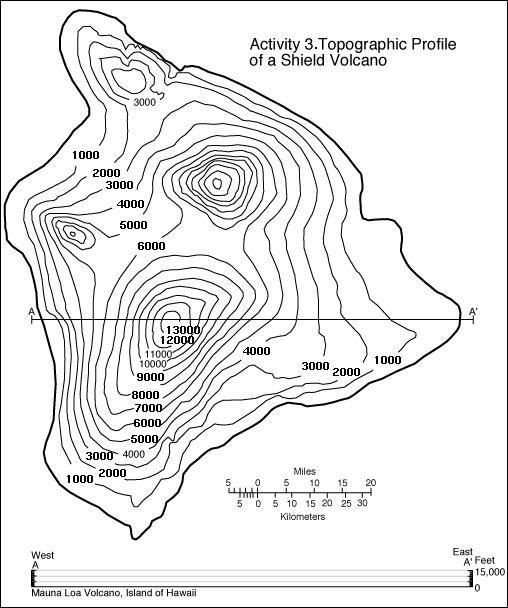 Activity 3.Topographic Profile
of a Shield Volcano
3000
1000
2000
3000
4000
5000
6000
A A'
13000
12000
11000
10000
9000
8000
7000
6000
5000
4000
3000
2000
1000
4000
3000
2000
1000
Miles
5 0 5 10 15 20
5 0 5 10 15 20 25 30
Kilometers
West
A
East
A' Feet
15,000
0
Mauna Loa Volcano, Island of Hawaii